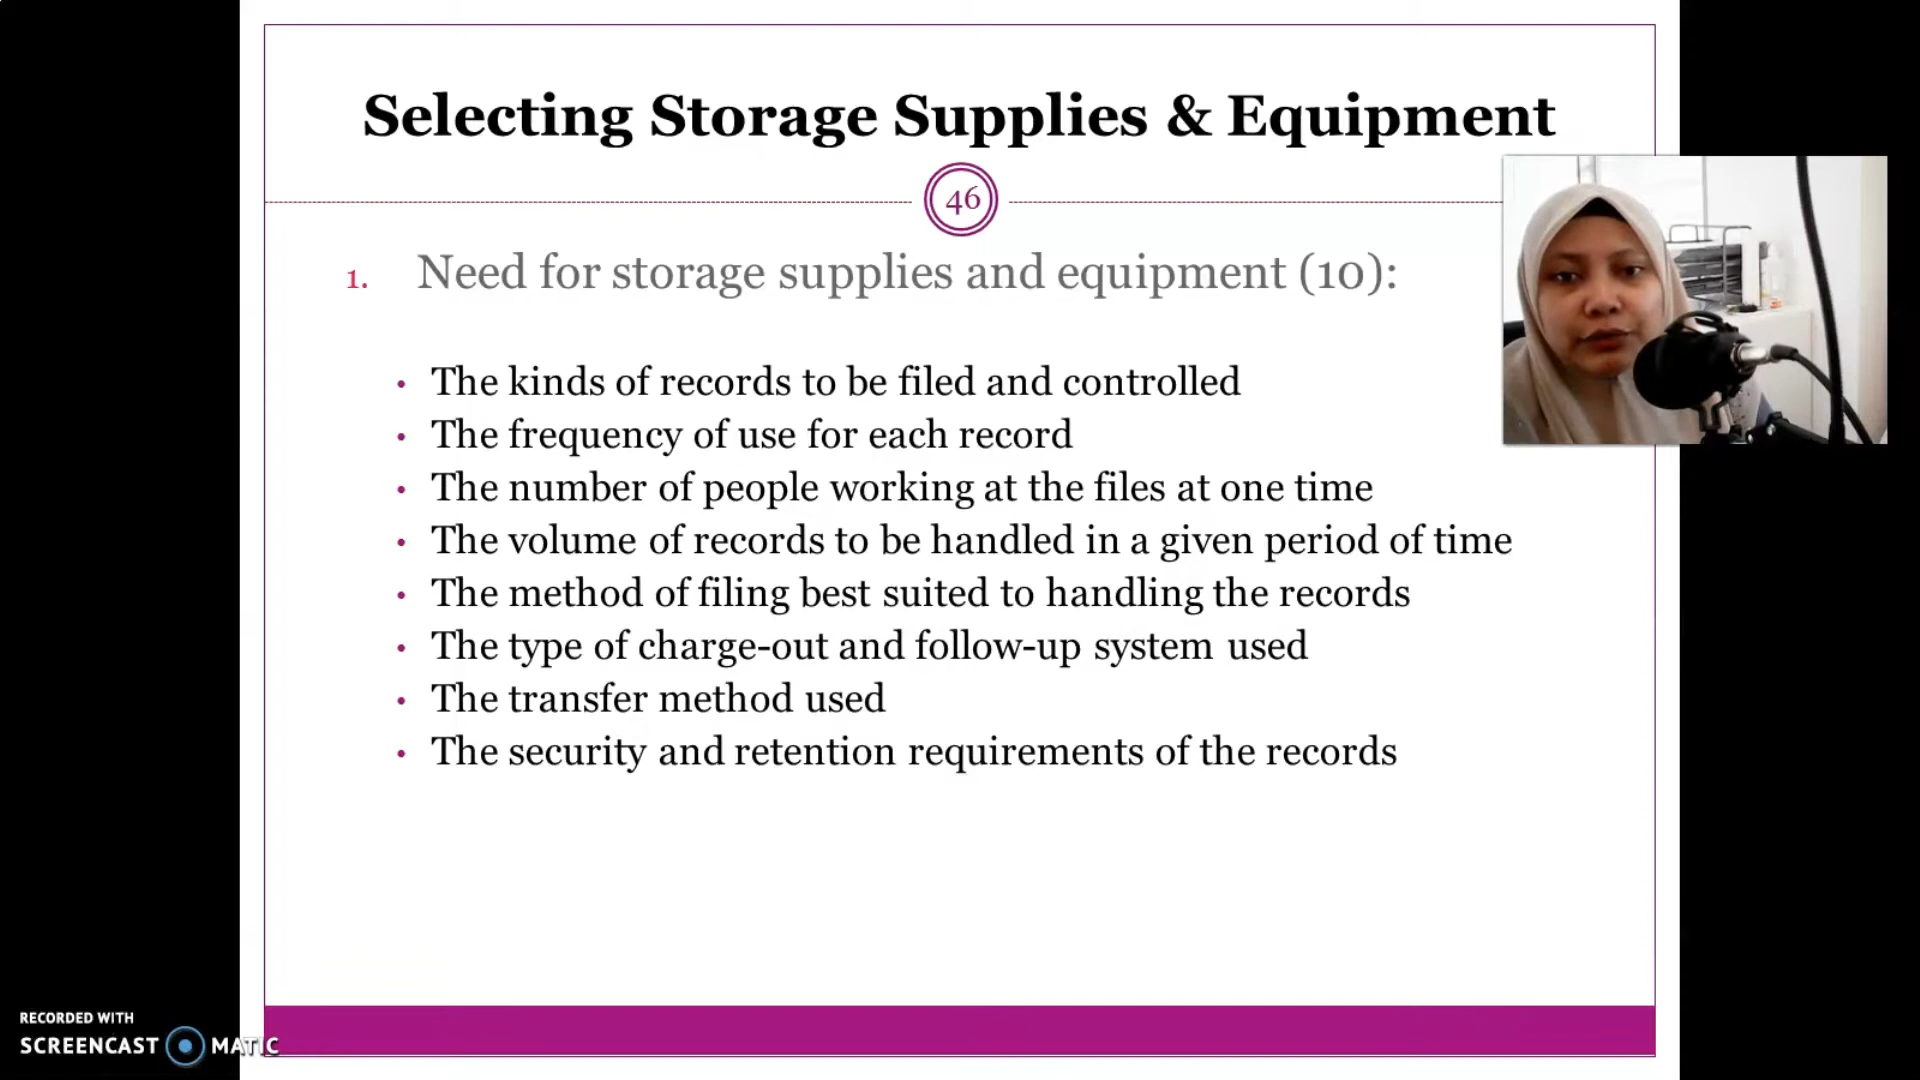 Selecting Storage Supplies & Equipment
46
1. Need for storage supplies and equipment (10):
• The kinds of records to be filed and controlled
• The frequency of use for each record
• The number of people working at the files at one time
• The volume of records to be handled in a given period of time
• The method of filing best suited to handling the records
• The type of charge-out and follow-up system used
• The transfer method used
• The security and retention requirements of the records
RECORDED WITH
SCREENCAST MATIC